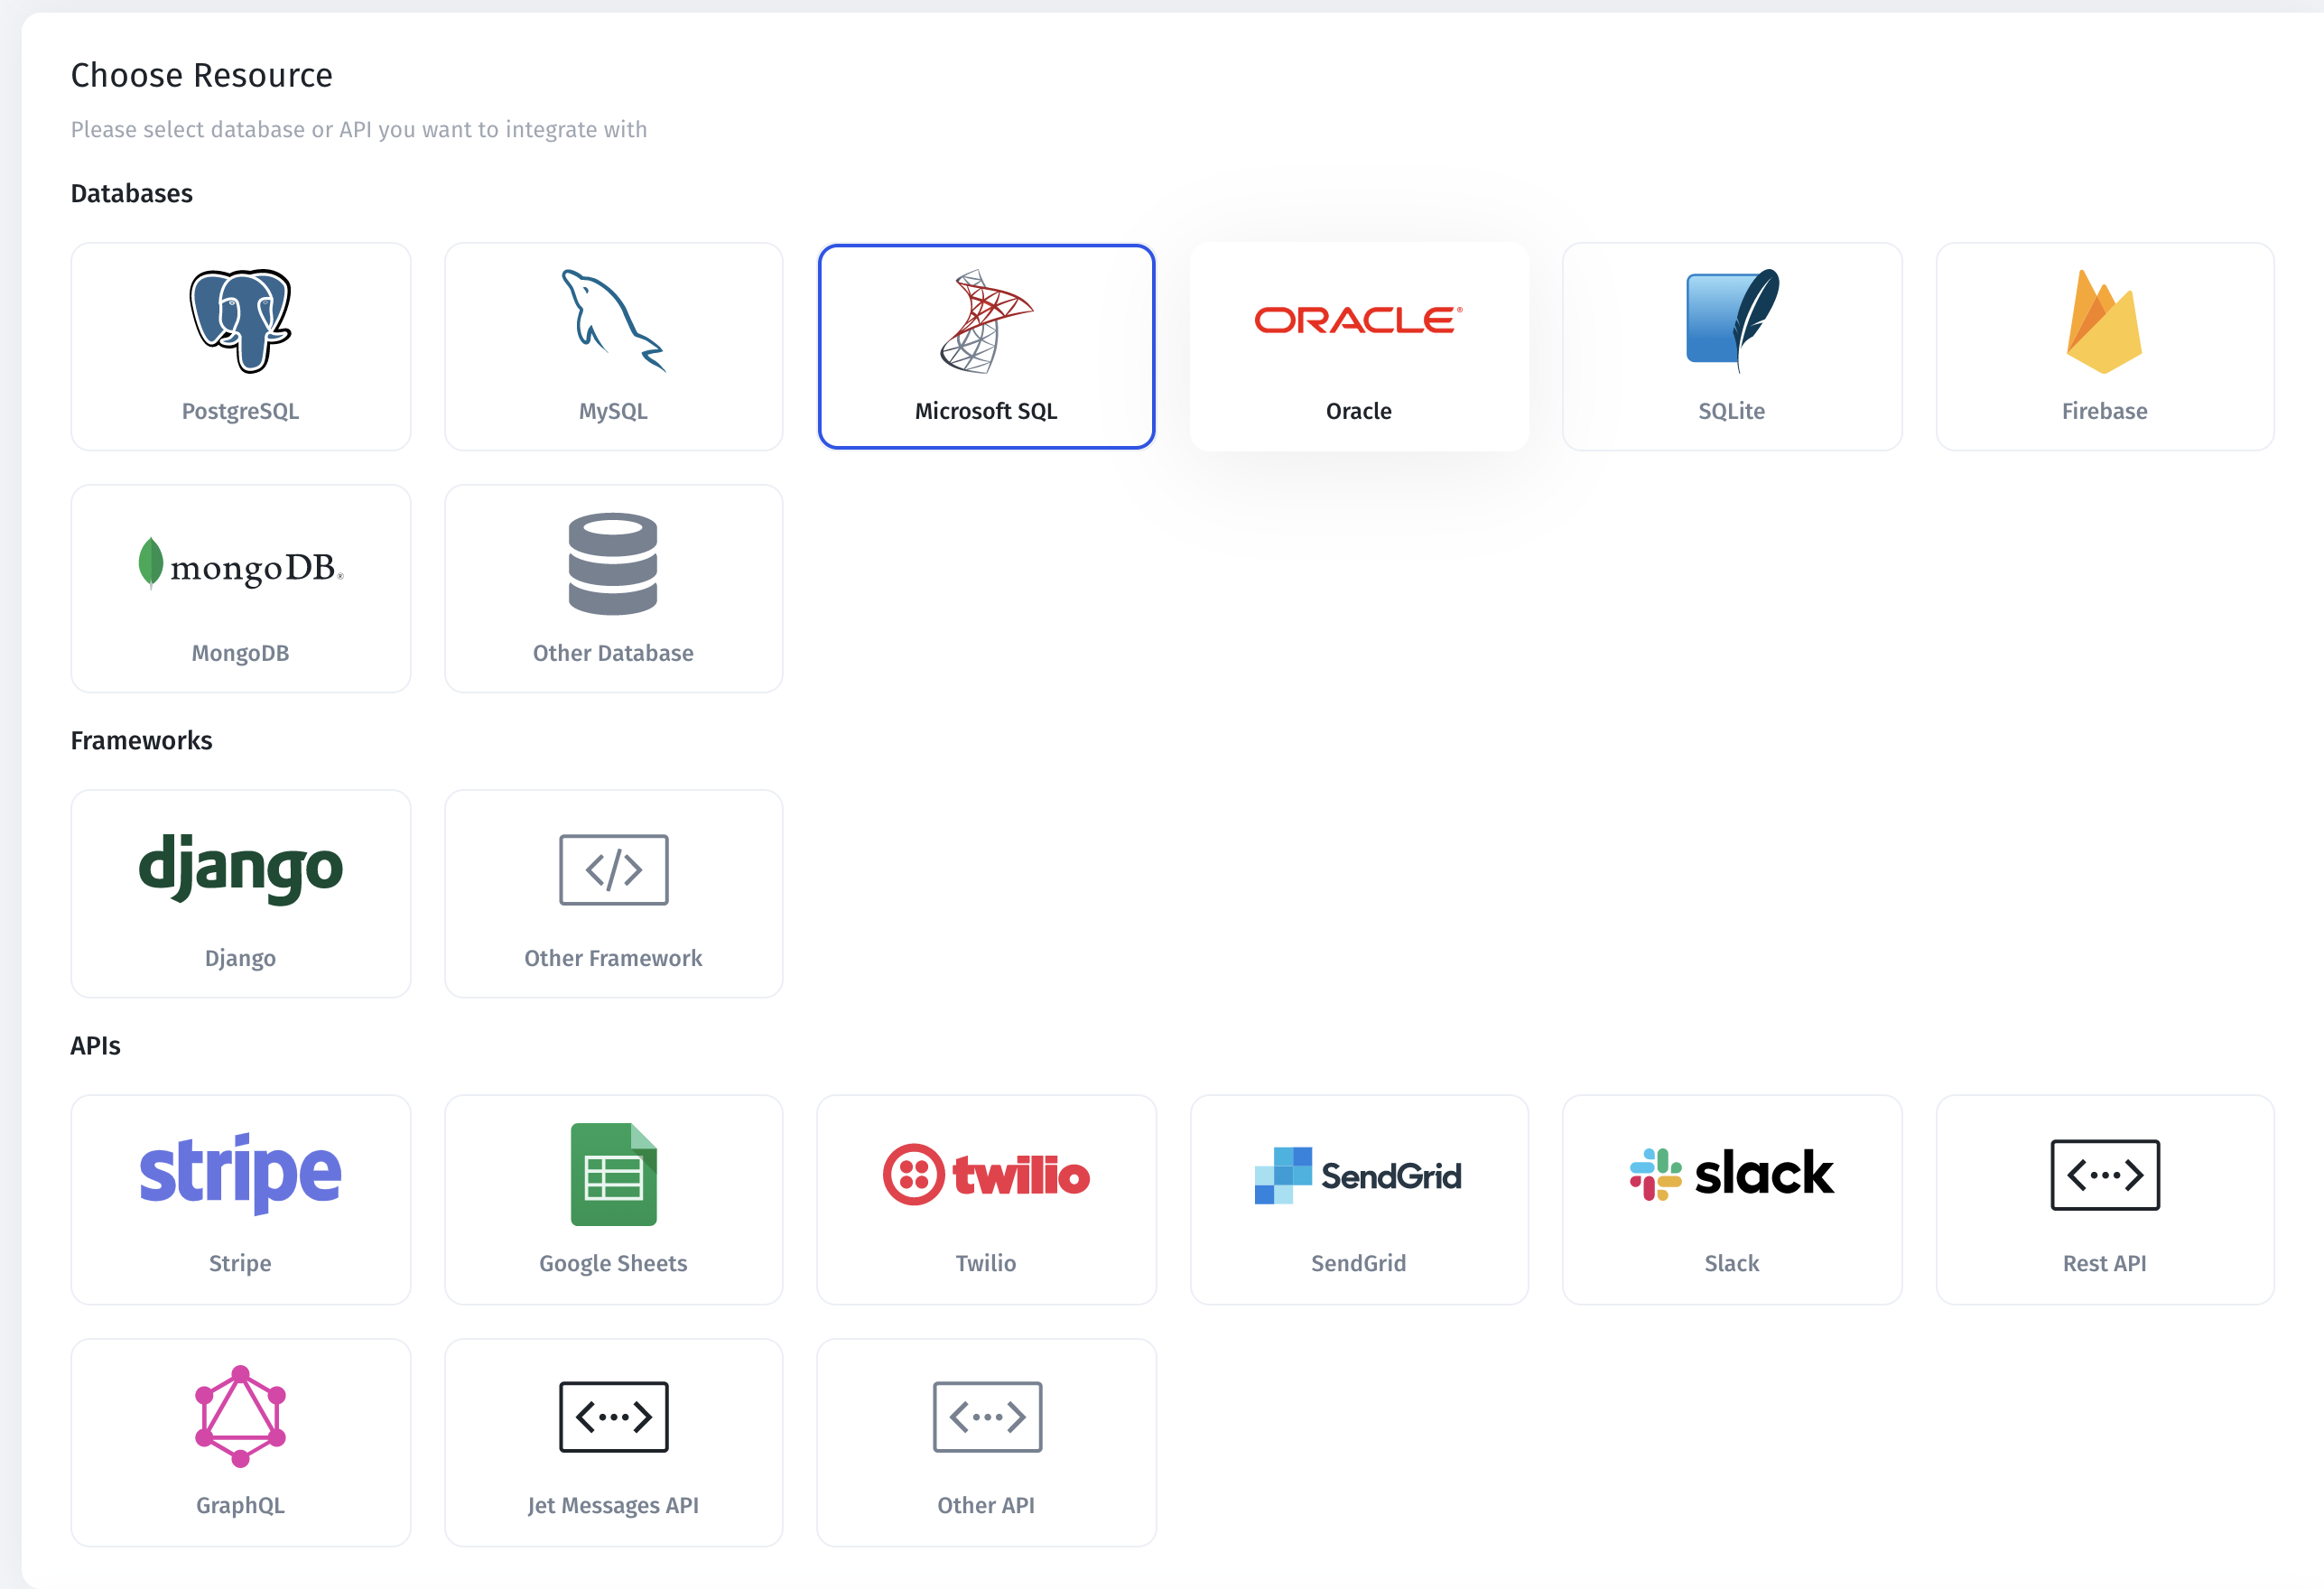 Choose Resource
Please select database or API you want to integrate with
Databases
ORACLE®
PostgreSQL
MySQL
Microsoft SQL
Oracle
SQLite
Firebase
mongoDB®
MongoDB
Other Database
Frameworks
django
</>
Django
Other Framework
APIs
stripe
twilio
SendGrid
slack
<···>
Stripe
Google Sheets
Twilio
SendGrid
Slack
Rest API
<···>
<···>
GraphQL
Jet Messages API
Other API